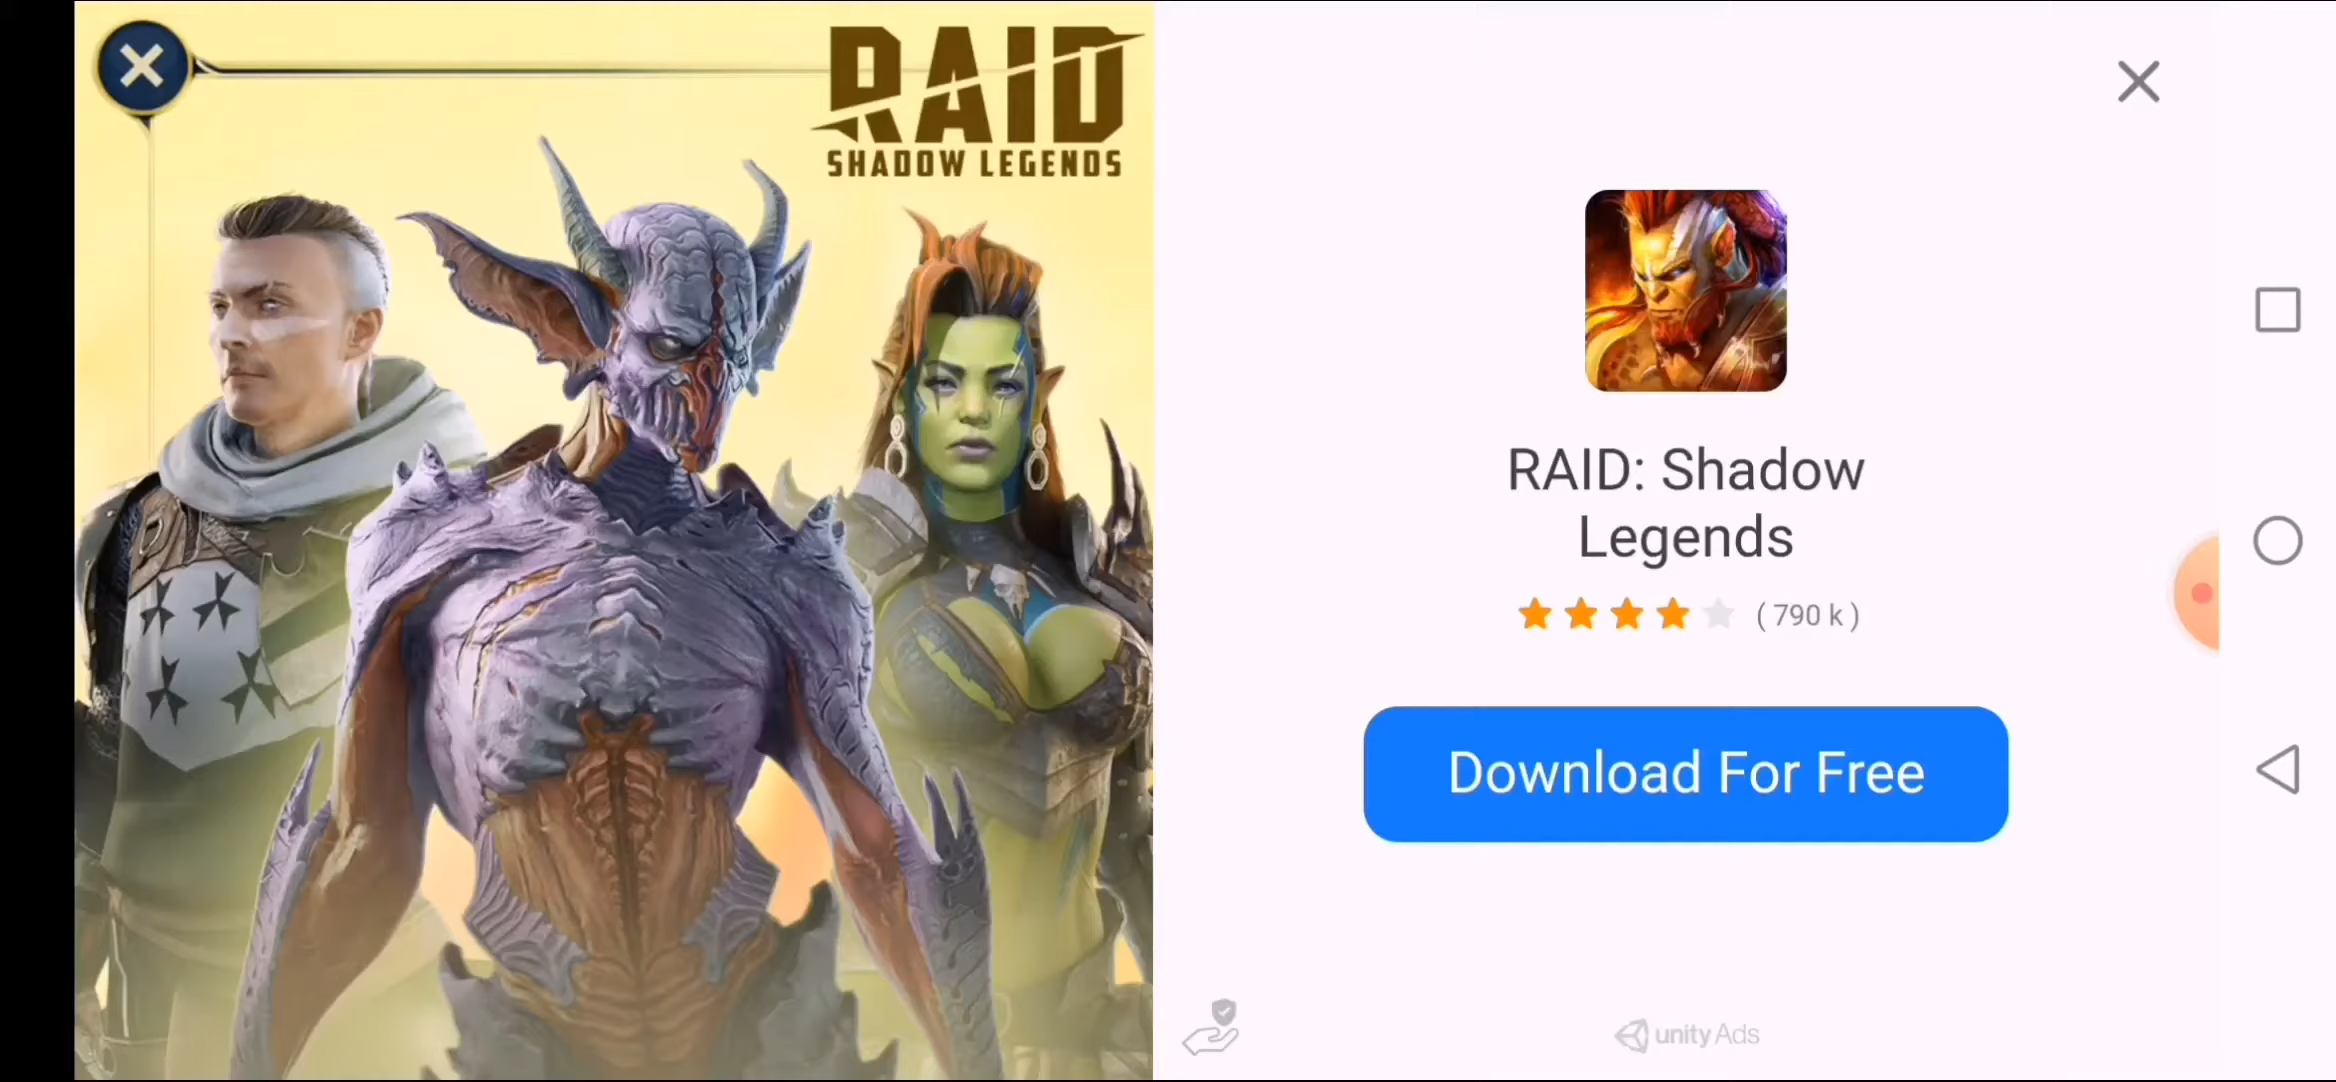 RAID
SHADOW LEGENDS
RAID: Shadow
Legends
( 790 k )
Download For Free
unity Ads